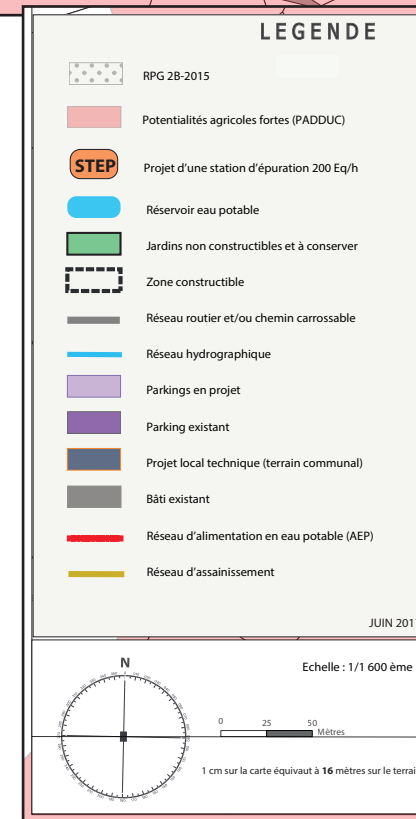 LEGENDE
RPG 2B-2015
Potentialités agricoles fortes (PADDUC)
STEP
Projet d'une station d'épuration 200 Eq/h
Réservoir eau potable
Jardins non constructibles et à conserver
Zone constructible
Réseau routier et/ou chemin carrossable
Réseau hydrographique
Parkings en projet
Parking existant
Projet local technique (terrain communal)
Bâti existant
Réseau d'alimentation en eau potable (AEP)
Réseau d'assainissement
JUIN 201
Echelle : 1/1 600 ème
N
0 25 50
Mètres
1 cm sur la carte équivaut à 16 mètres sur le terrai